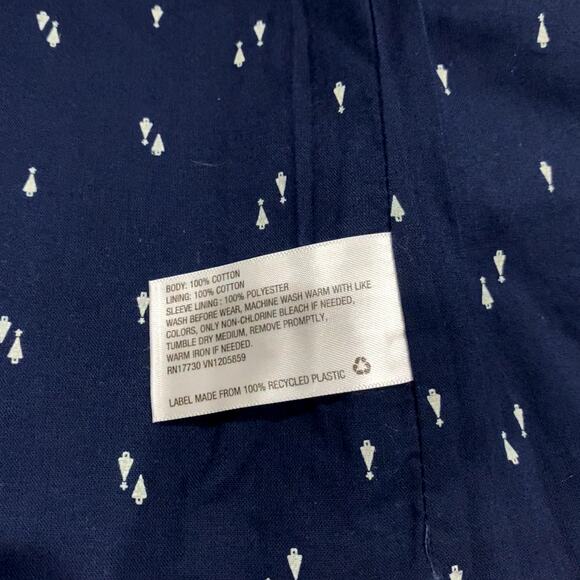 BODY: 100% COTTON
LINING: 100% COTTON
SLEEVE LINING : 100% POLYESTER
WASH BEFORE WEAR, MACHINE WASH WARM WITH LIKE
COLORS, ONLY NON-CHLORINE BLEACH IF NEEDED,
TUMBLE DRY MEDIUM, REMOVE PROMPTLY,
WARM IRON IF NEEDED.
RN17730 VN1205859
LABEL MADE FROM 100% RECYCLED PLASTIC